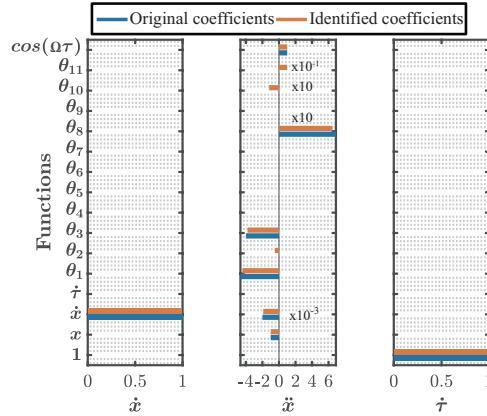 Original coefficients Identified coefficients
cos(Ωτ)
θ₁₁ x10⁻¹
θ₁₀ x10
θ₉ x10
θ₈
θ₇
θ₆
θ₅
θ₄
θ₃
θ₂
θ₁
τ̇
ẋ x10⁻³
x
1
Functions
0 0.5 1 -4 -2 0 2 4 6 0 0.5 1
ẋ ẍ τ̇